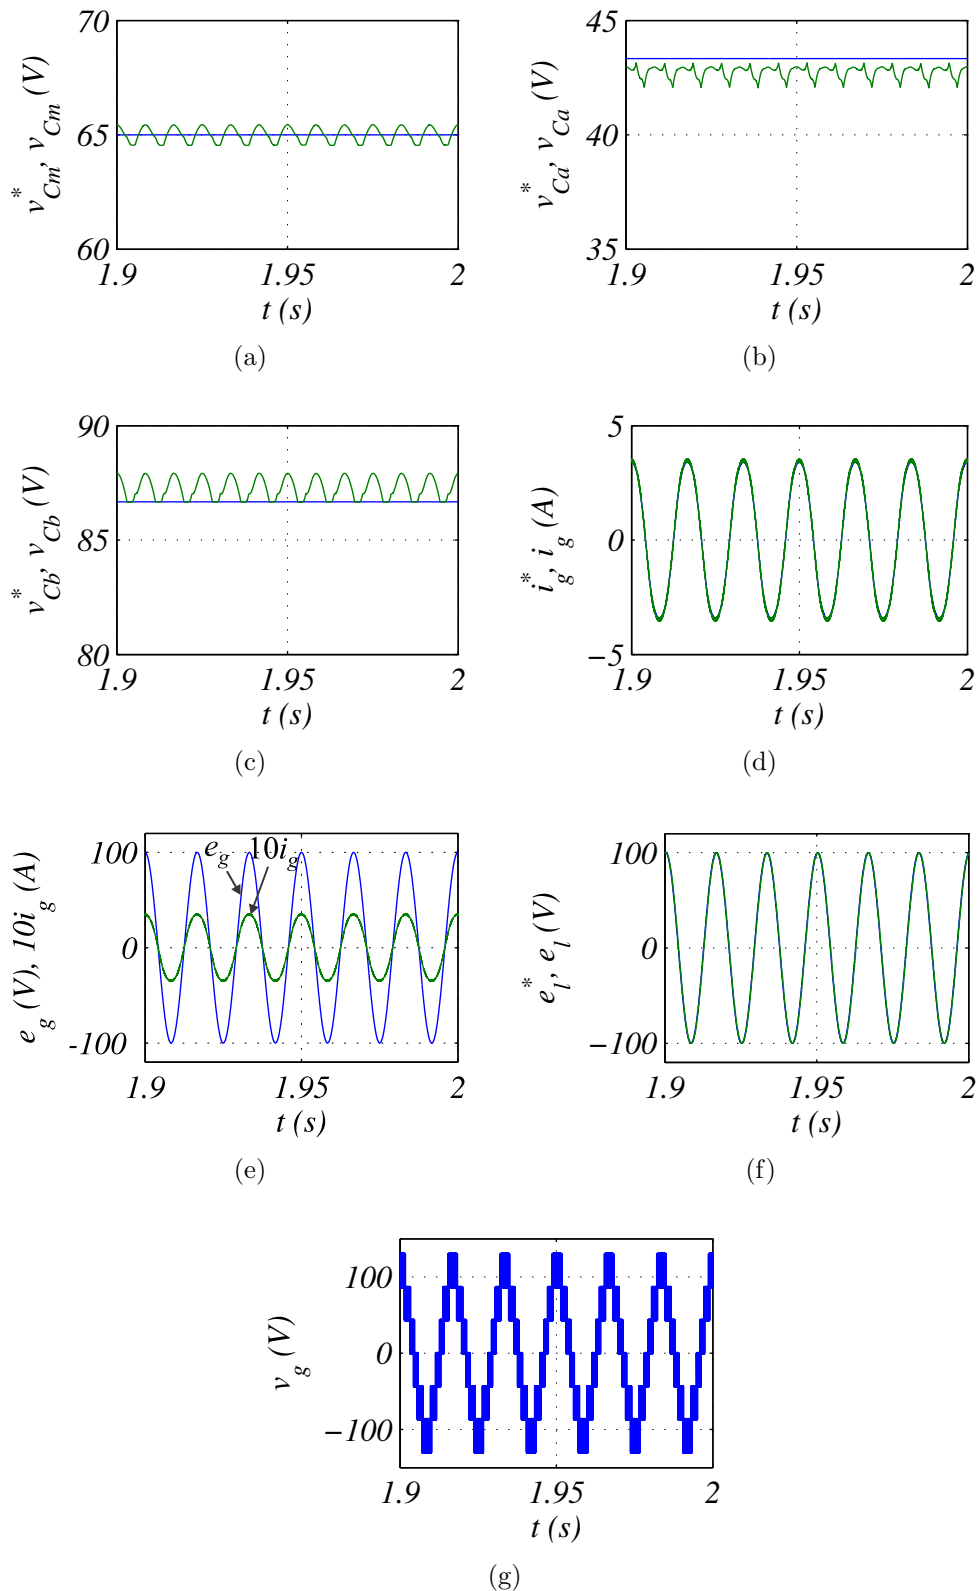 70
65
60
1.9
1.95
2
v*Cm, vCm (V)
t (s)
(a)
45
40
35
1.9
1.95
2
v*Ca, vCa (V)
t (s)
(b)
90
85
80
1.9
1.95
2
v*Cb, vCb (V)
t (s)
(c)
5
0
−5
1.9
1.95
2
i*g, ig (A)
t (s)
(d)
100
0
-100
1.9
1.95
2
eg (V), 10ig (A)
eg
10ig
t (s)
(e)
100
0
−100
1.9
1.95
2
e*l, el (V)
t (s)
(f)
100
0
−100
1.9
1.95
2
vg (V)
t (s)
(g)